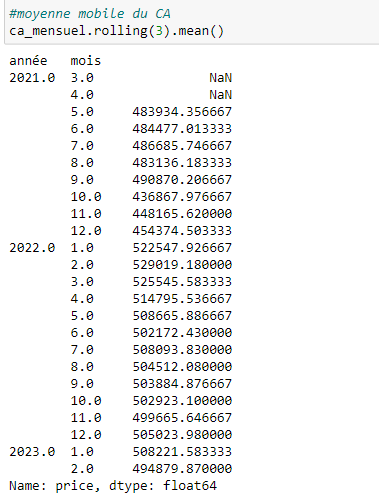 #moyenne mobile du CA
ca_mensuel.rolling(3).mean()
année   mois
2021.0  3.0               NaN
        4.0               NaN
        5.0     483934.356667
        6.0     484477.013333
        7.0     486685.746667
        8.0     483136.183333
        9.0     490870.206667
        10.0    436867.976667
        11.0    448165.620000
        12.0    454374.503333
2022.0  1.0     522547.926667
        2.0     529019.180000
        3.0     525545.583333
        4.0     514795.536667
        5.0     508665.886667
        6.0     502172.430000
        7.0     508093.830000
        8.0     504512.080000
        9.0     503884.876667
        10.0    502923.100000
        11.0    499665.646667
        12.0    505023.980000
2023.0  1.0     508221.583333
        2.0     494879.870000
Name: price, dtype: float64